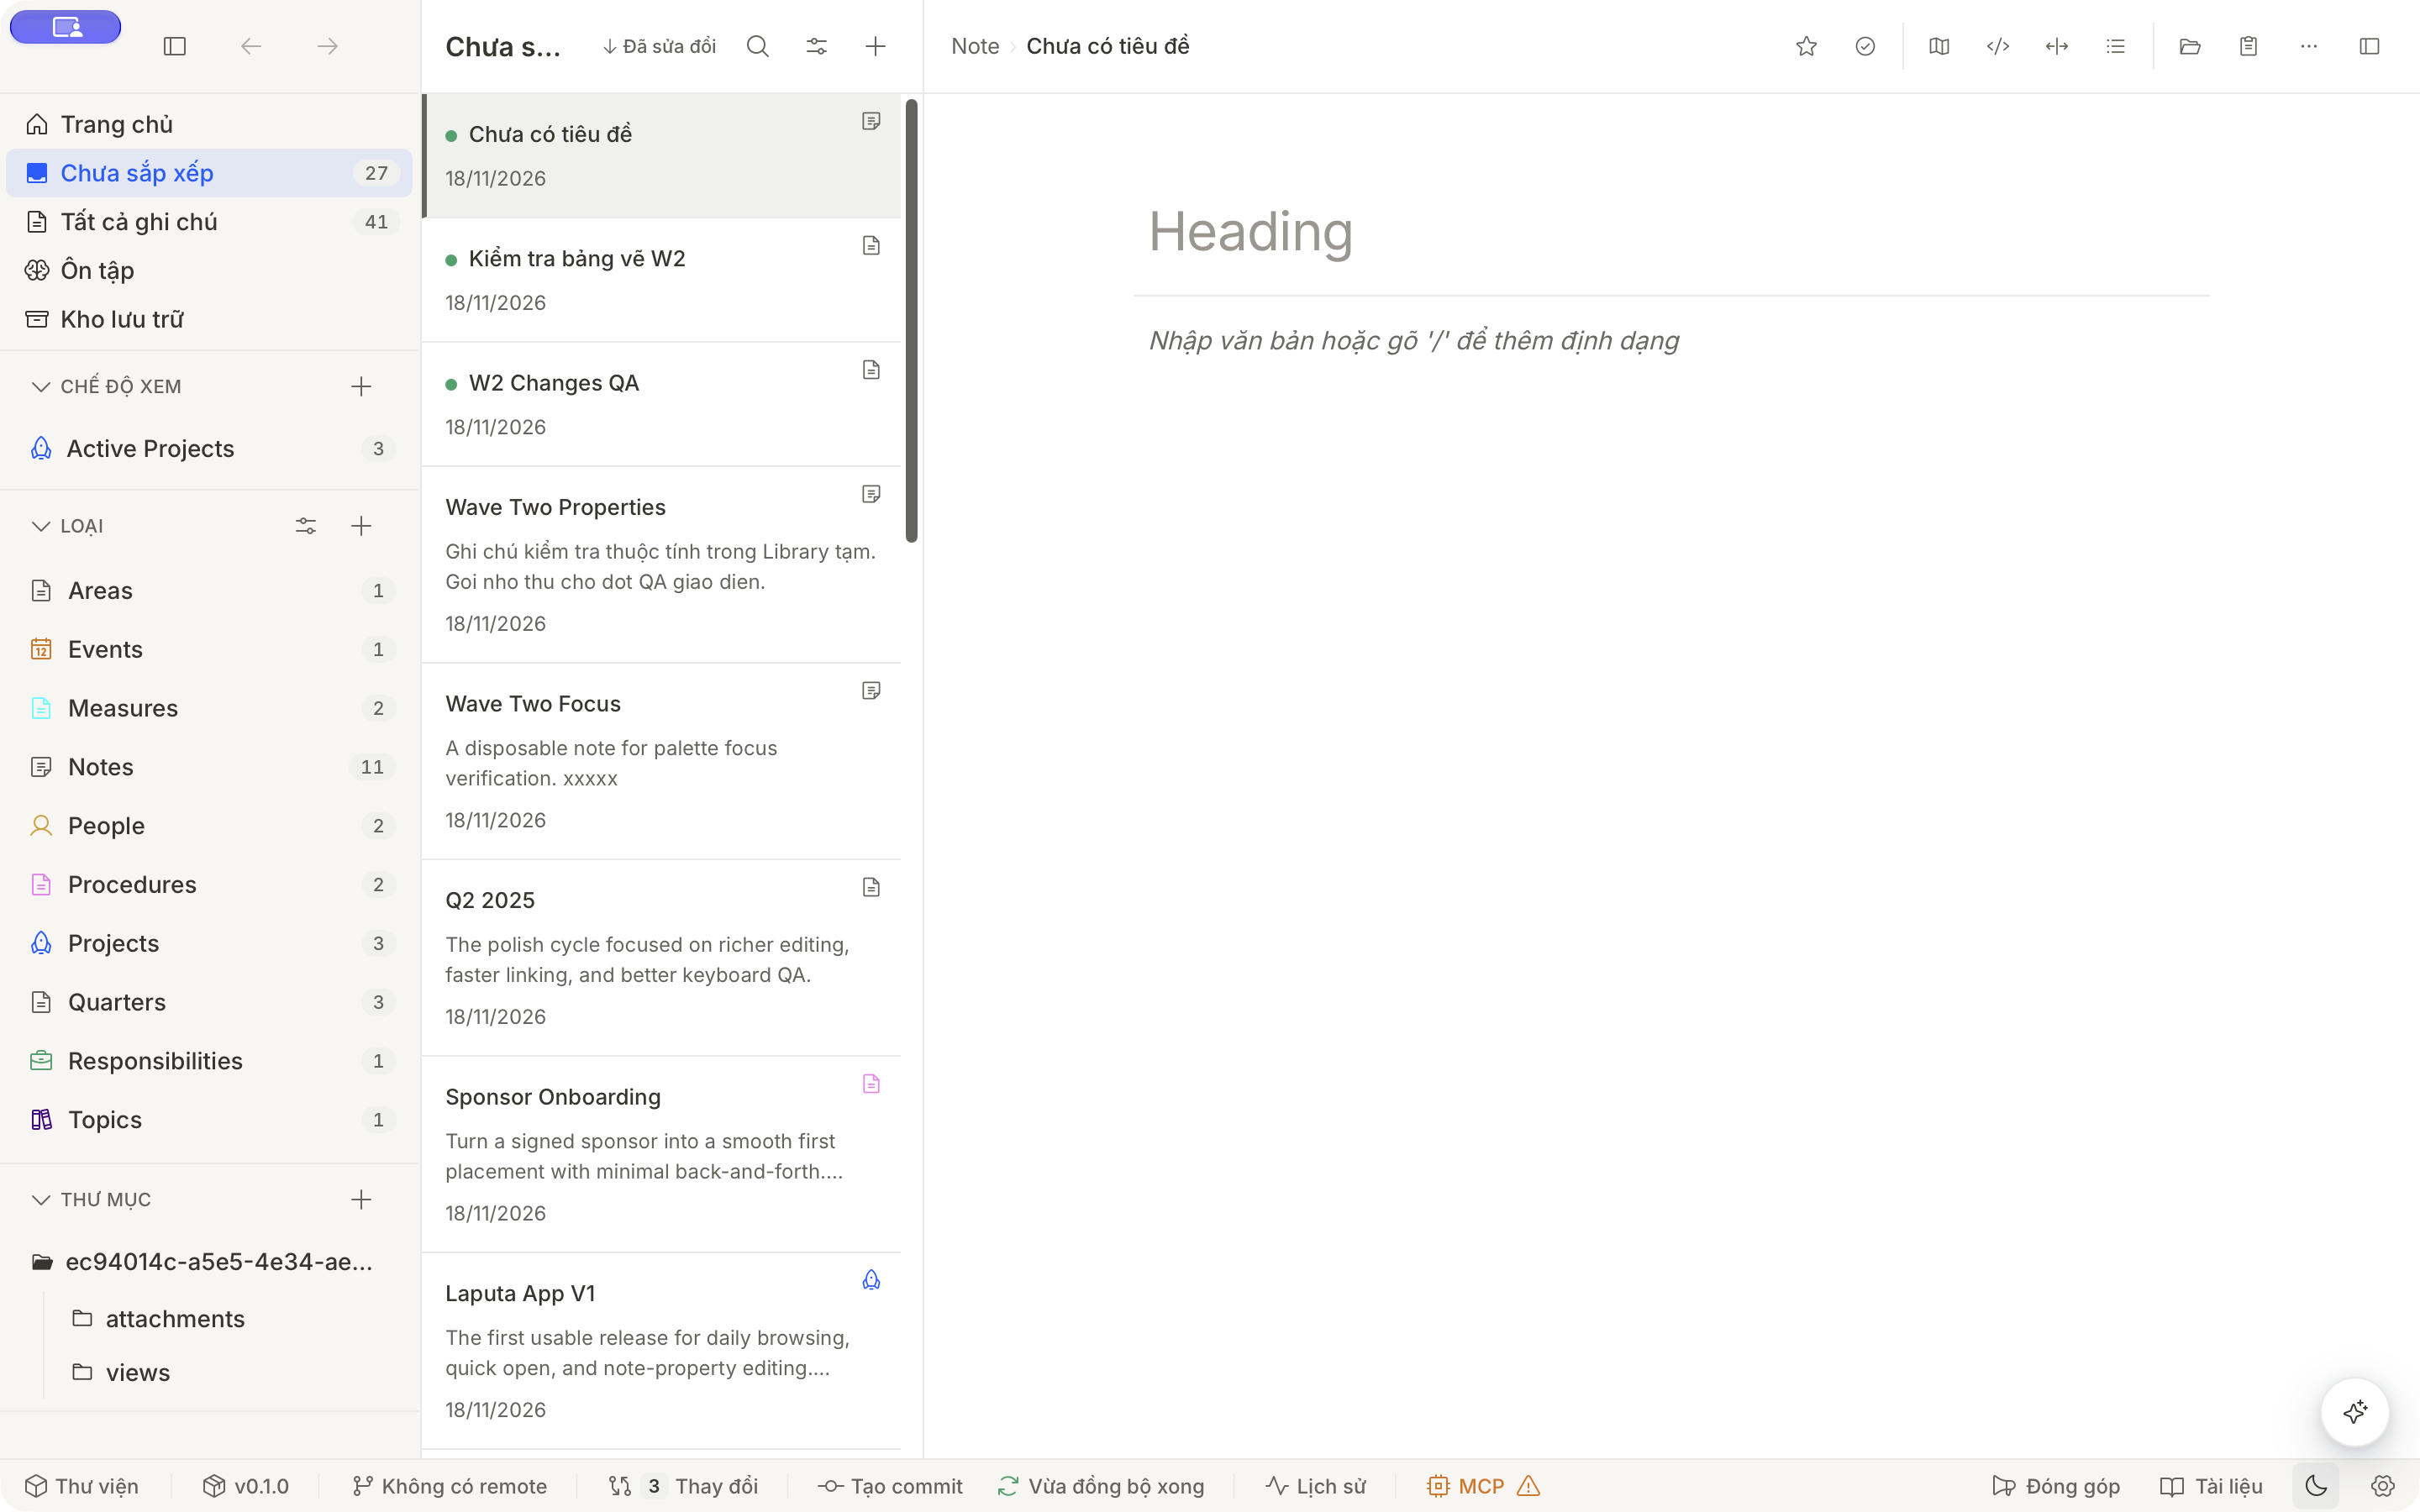 Trang chủ
Chưa sắp xếp 27
Tất cả ghi chú 41
Ôn tập
Kho lưu trữ
CHẾ ĐỘ XEM
Active Projects 3
LOẠI
Areas 1
12
Events 1
Measures 2
Notes 11
People 2
Procedures 2
Projects 3
Quarters 3
Responsibilities 1
Topics 1
THƯ MỤC
ec94014c-a5e5-4e34-ae...
attachments
views
Chưa s... Đã sửa đổi
Chưa có tiêu đề
18/11/2026
Kiểm tra bảng vẽ W2
18/11/2026
W2 Changes QA
18/11/2026
Wave Two Properties
Ghi chú kiểm tra thuộc tính trong Library tạm.
Goi nho thu cho dot QA giao dien.
18/11/2026
Wave Two Focus
A disposable note for palette focus
verification. xxxxx
18/11/2026
Q2 2025
The polish cycle focused on richer editing,
faster linking, and better keyboard QA.
18/11/2026
Sponsor Onboarding
Turn a signed sponsor into a smooth first
placement with minimal back-and-forth....
18/11/2026
Laputa App V1
The first usable release for daily browsing,
quick open, and note-property editing....
18/11/2026
Note › Chưa có tiêu đề
Heading
Nhập văn bản hoặc gõ '/' để thêm định dạng
Thư viện v0.1.0 Không có remote 3 Thay đổi Tạo commit Vừa đồng bộ xong Lịch sử MCP Đóng góp Tài liệu